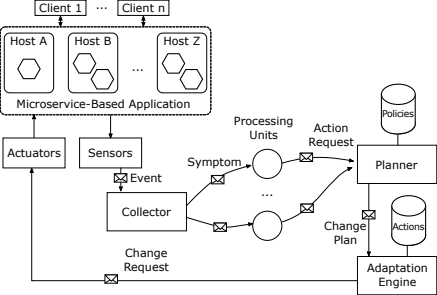 Client 1 ... Client n
Host A Host B Host Z
...
Microservice-Based Application
Processing
Units
Policies
Actuators
Sensors
Symptom
Action
Request
Planner
Event
Collector
...
Change
Plan
Actions
Change
Request
Adaptation
Engine